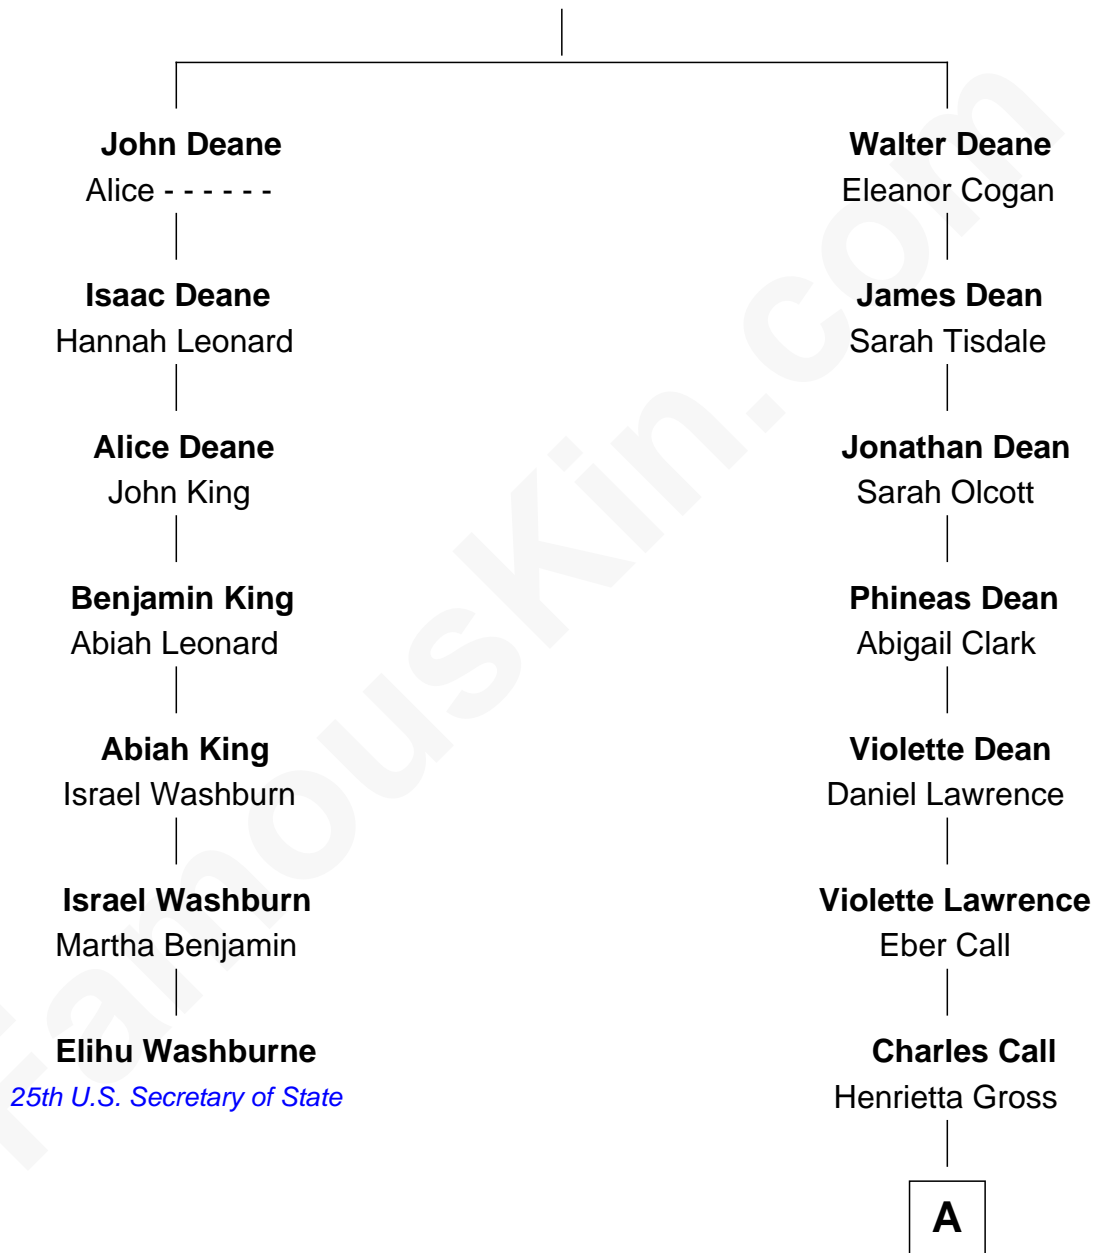 John Deane
Alice - - - - - -
Isaac Deane
Hannah Leonard
Alice Deane
John King
Benjamin King
Abiah Leonard
Abiah King
Israel Washburn
Israel Washburn
Martha Benjamin
Elihu Washburne
25th U.S. Secretary of State
Walter Deane
Eleanor Cogan
James Dean
Sarah Tisdale
Jonathan Dean
Sarah Olcott
Phineas Dean
Abigail Clark
Violette Dean
Daniel Lawrence
Violette Lawrence
Eber Call
Charles Call
Henrietta Gross
A
FamousKin.com